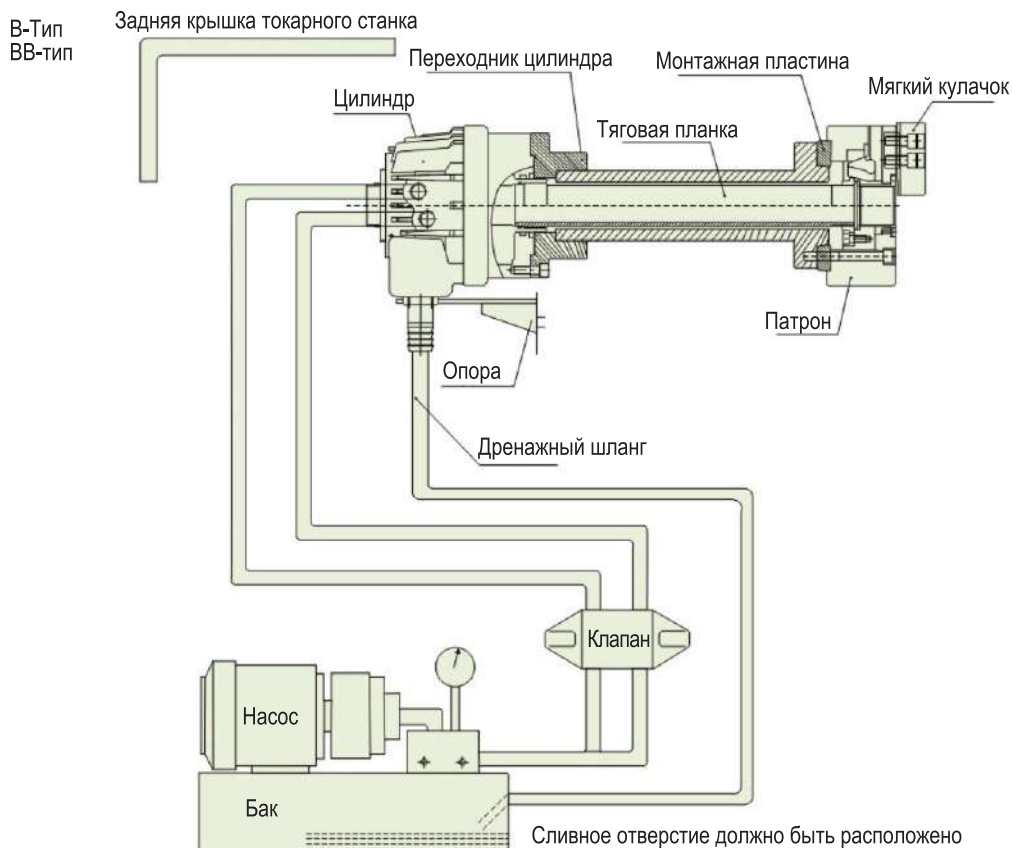 В-Тип
ВВ-тип
Задняя крышка токарного станка
Переходник цилиндра
Монтажная пластина
Мягкий кулачок
Цилиндр
Тяговая планка
Патрон
Опора
Дренажный шланг
Клапан
Насос
Бак
Сливное отверстие должно быть расположено